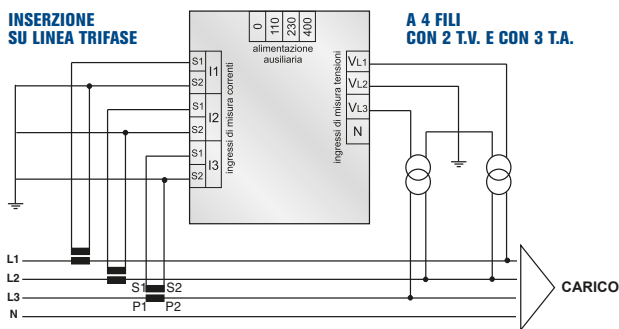 INSERZIONE
SU LINEA TRIFASE
A 4 FILI
CON 2 T.V. E CON 3 T.A.
0
110
230
400
alimentazione
ausiliaria
S1
I1
S2
S1
I2
S2
S1
I3
S2
ingressi di misura correnti
ingressi di misura tensioni
VL1
VL2
VL3
N
L1
L2
L3
N
S1 S2
P1 P2
CARICO